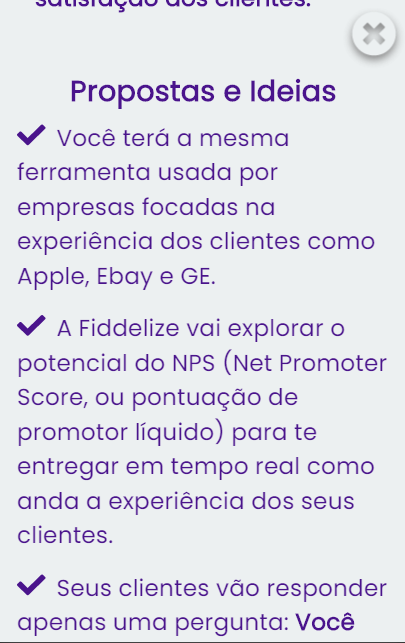 satisfação dos clientes.
Propostas e Ideias
Você terá a mesma
ferramenta usada por
empresas focadas na
experiência dos clientes como
Apple, Ebay e GE.
A Fiddelize vai explorar o
potencial do NPS (Net Promoter
Score, ou pontuação de
promotor líquido) para te
entregar em tempo real como
anda a experiência dos seus
clientes.
Seus clientes vão responder
apenas uma pergunta: Você